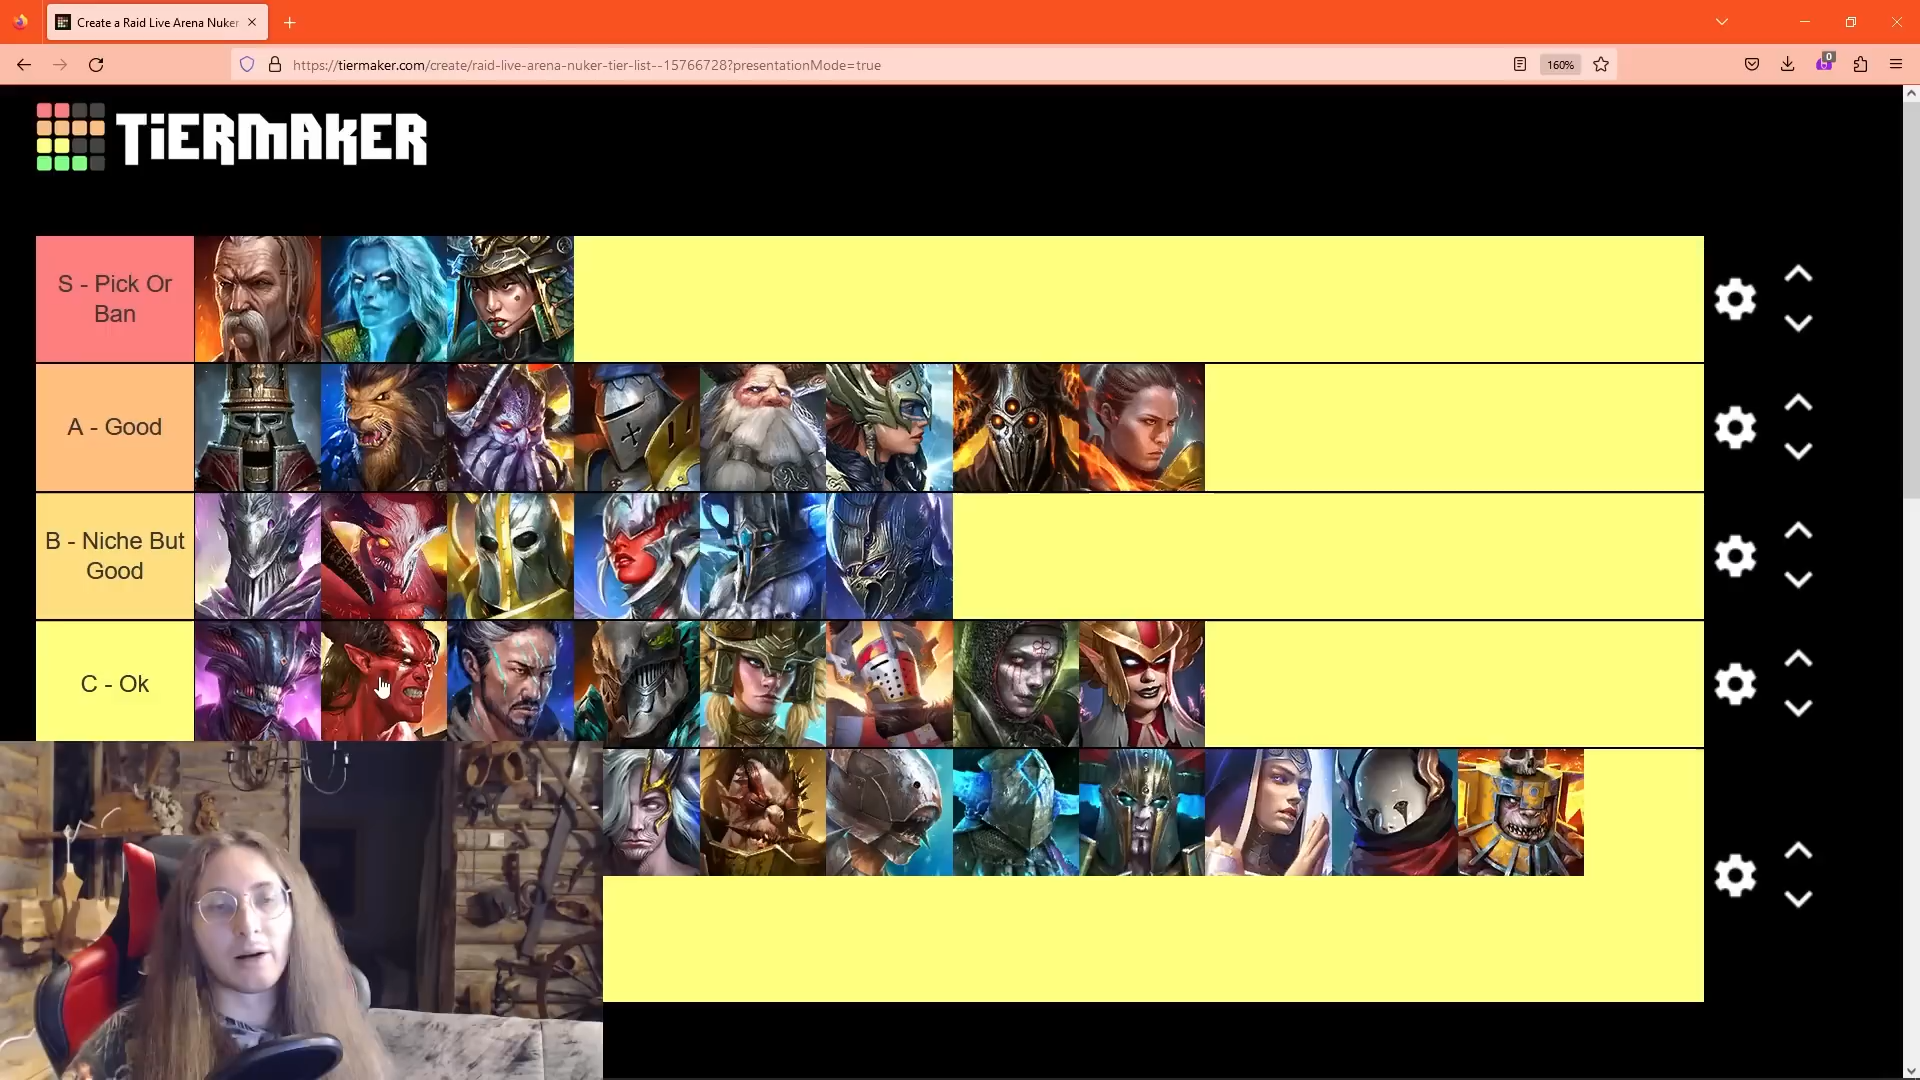 Create a Raid Live Arena Nuker
https://tiermaker.com/create/raid-live-arena-nuker-tier-list--15766728?presentationMode=true
160%
0
TiERMAKER
S - Pick Or
Ban
A - Good
B - Niche But
Good
C - Ok